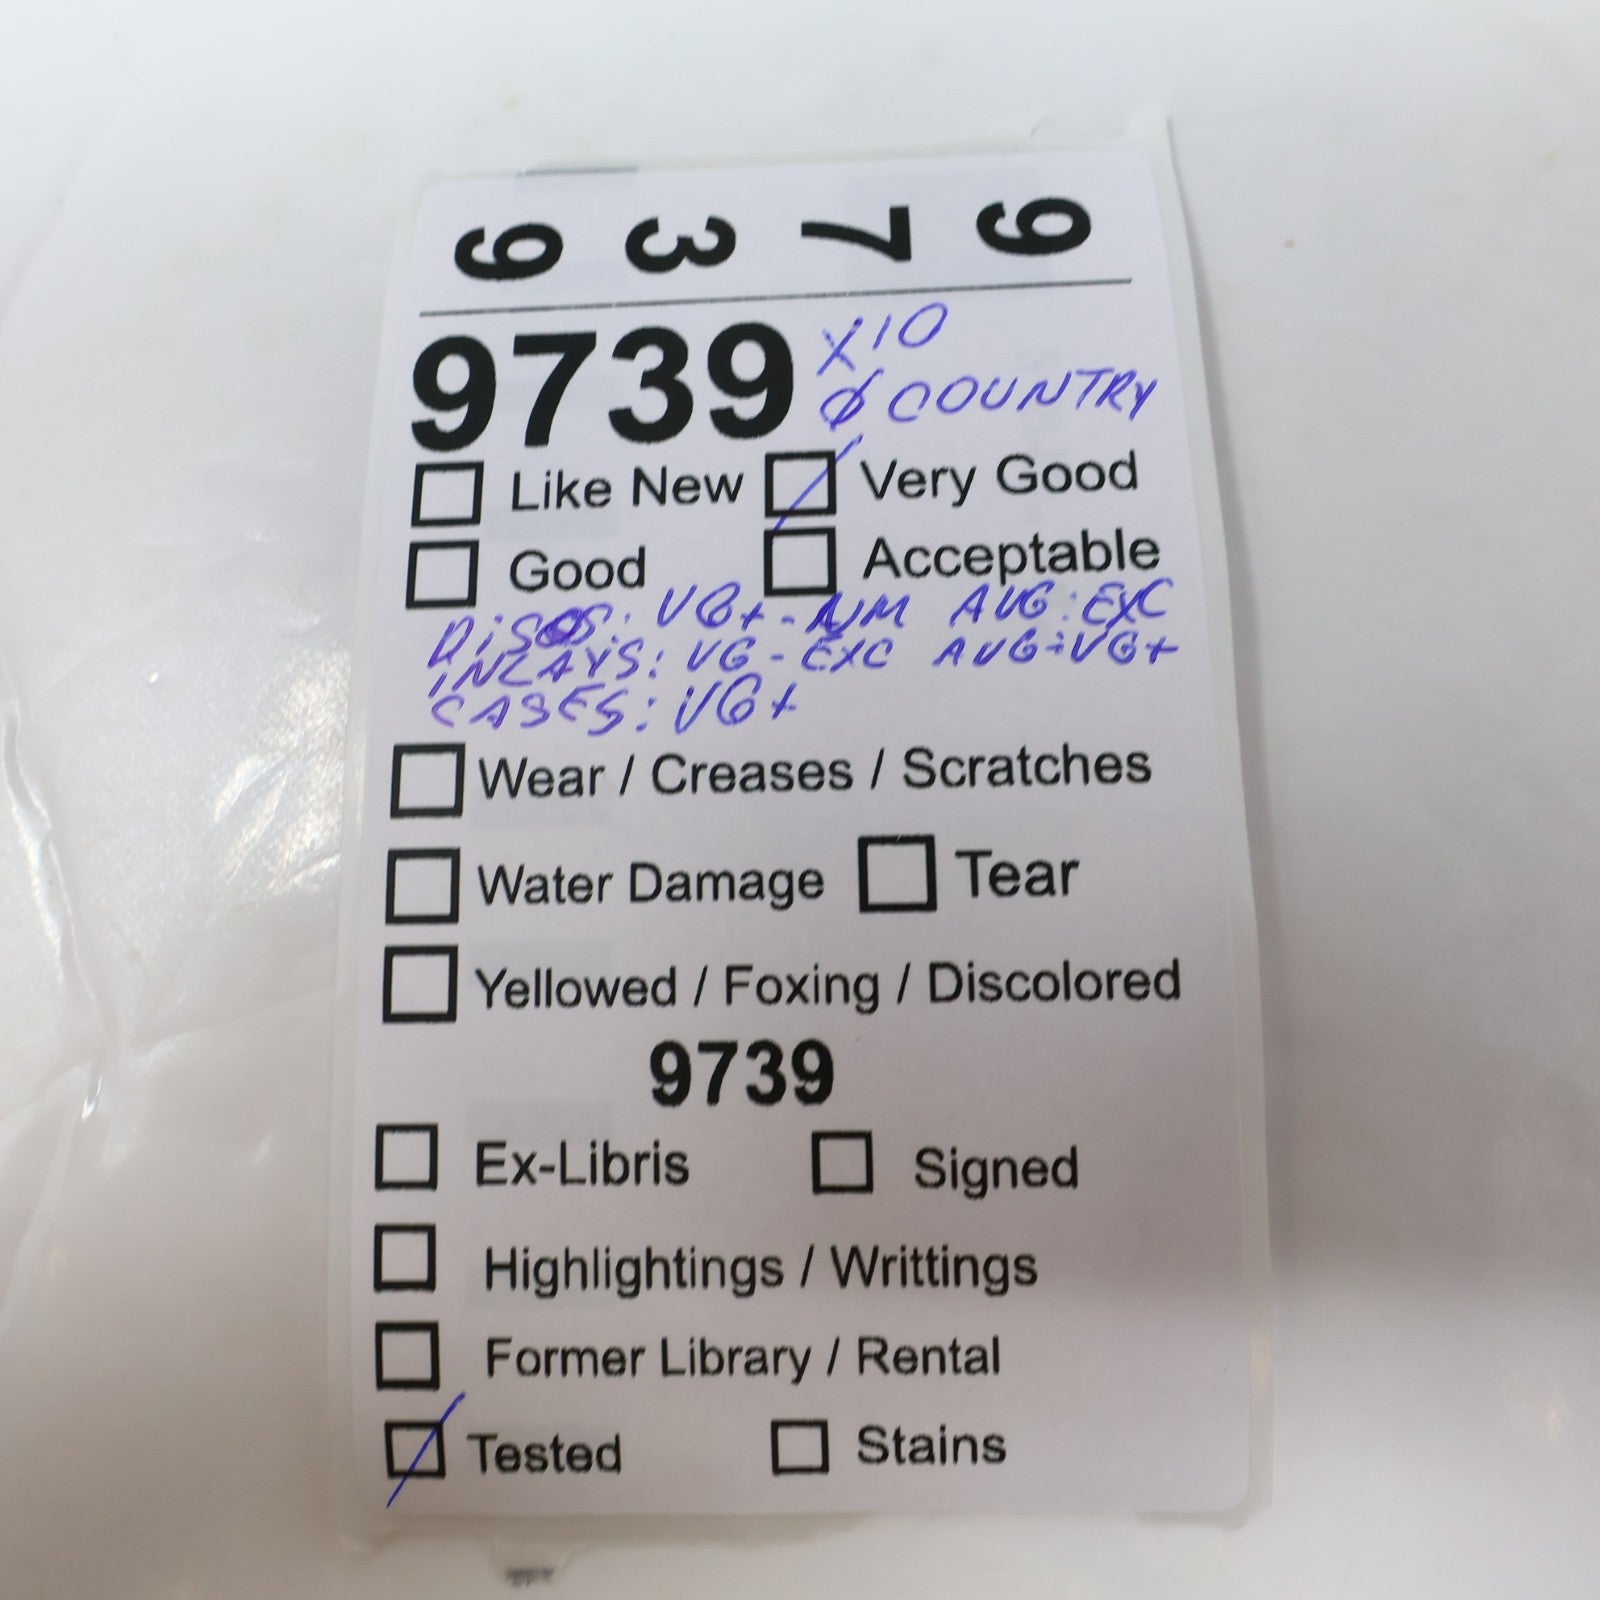 9 3 7 9
9739 X10
Ø COUNTRY
Like New Very Good
Good Acceptable
DISCS: VG+ - NM AVG: EXC
INLAYS: VG - EXC AVG: VG+
CASES: VG+
Wear / Creases / Scratches
Water Damage Tear
Yellowed / Foxing / Discolored
9739
Ex-Libris Signed
Highlightings / Writtings
Former Library / Rental
Tested Stains